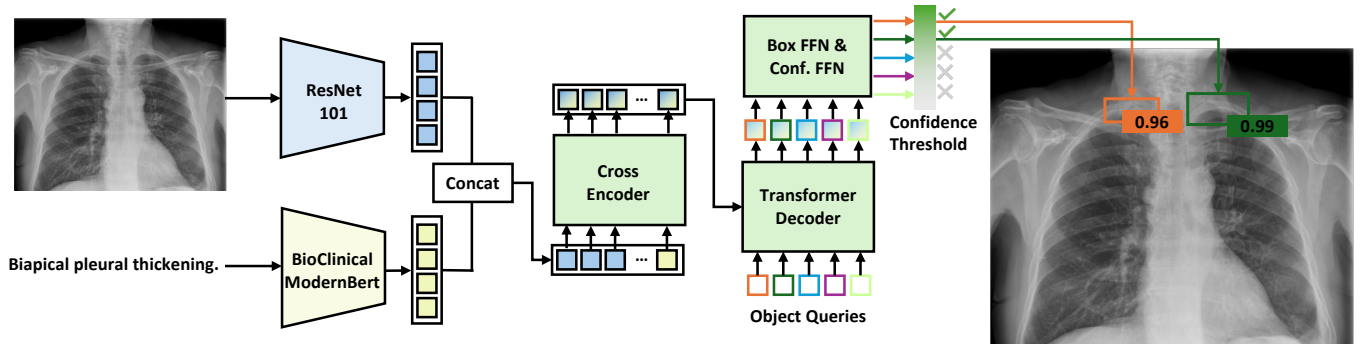 ResNet
101
Biapical pleural thickening.
BioClinical
ModernBert
Concat
Cross
Encoder
Box FFN &
Conf. FFN
Transformer
Decoder
Object Queries
Confidence
Threshold
0.96
0.99